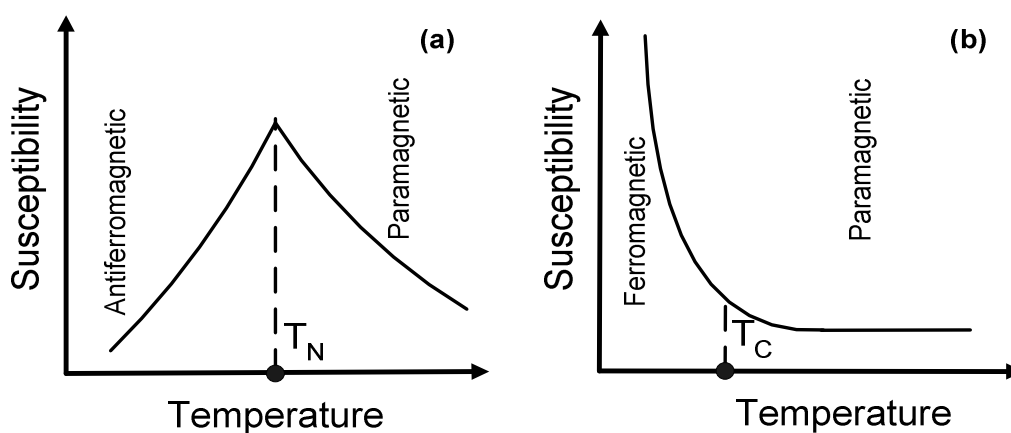 (a)
Susceptibility
Antiferromagnetic
Paramagnetic
T_N
Temperature
(b)
Susceptibility
Ferromagnetic
Paramagnetic
T_C
Temperature